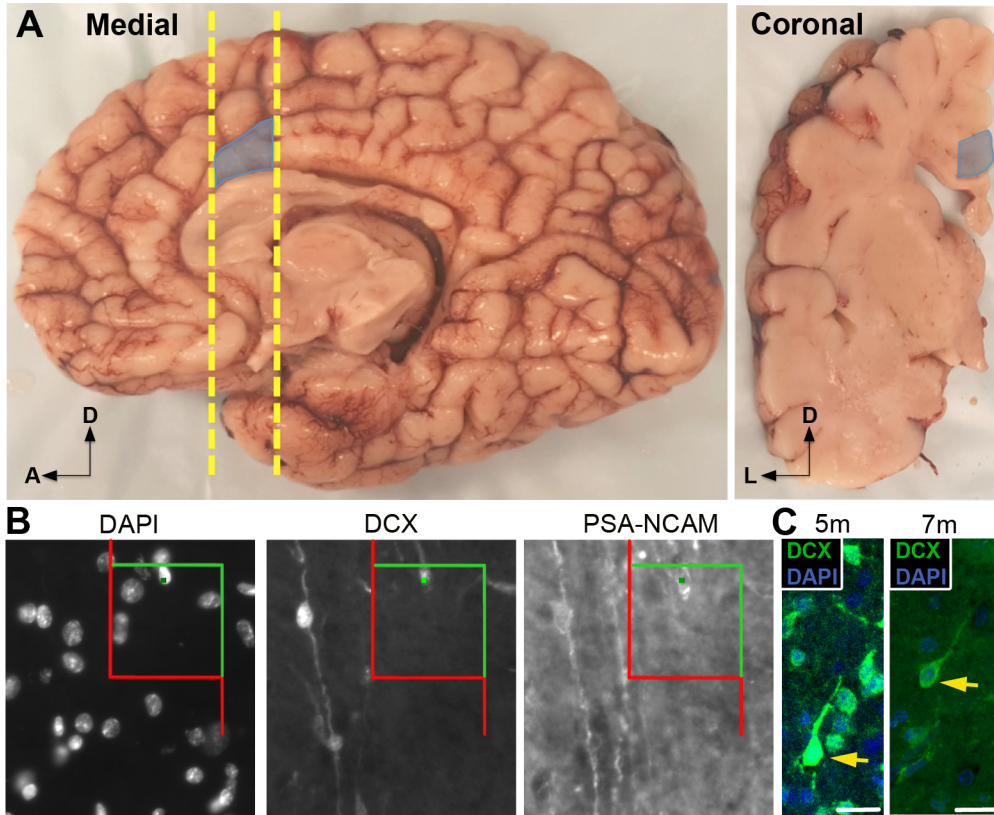 A Medial
Coronal
D
A
D
L
B
DAPI
DCX
PSA-NCAM
C
5m
7m
DCX
DAPI
DCX
DAPI